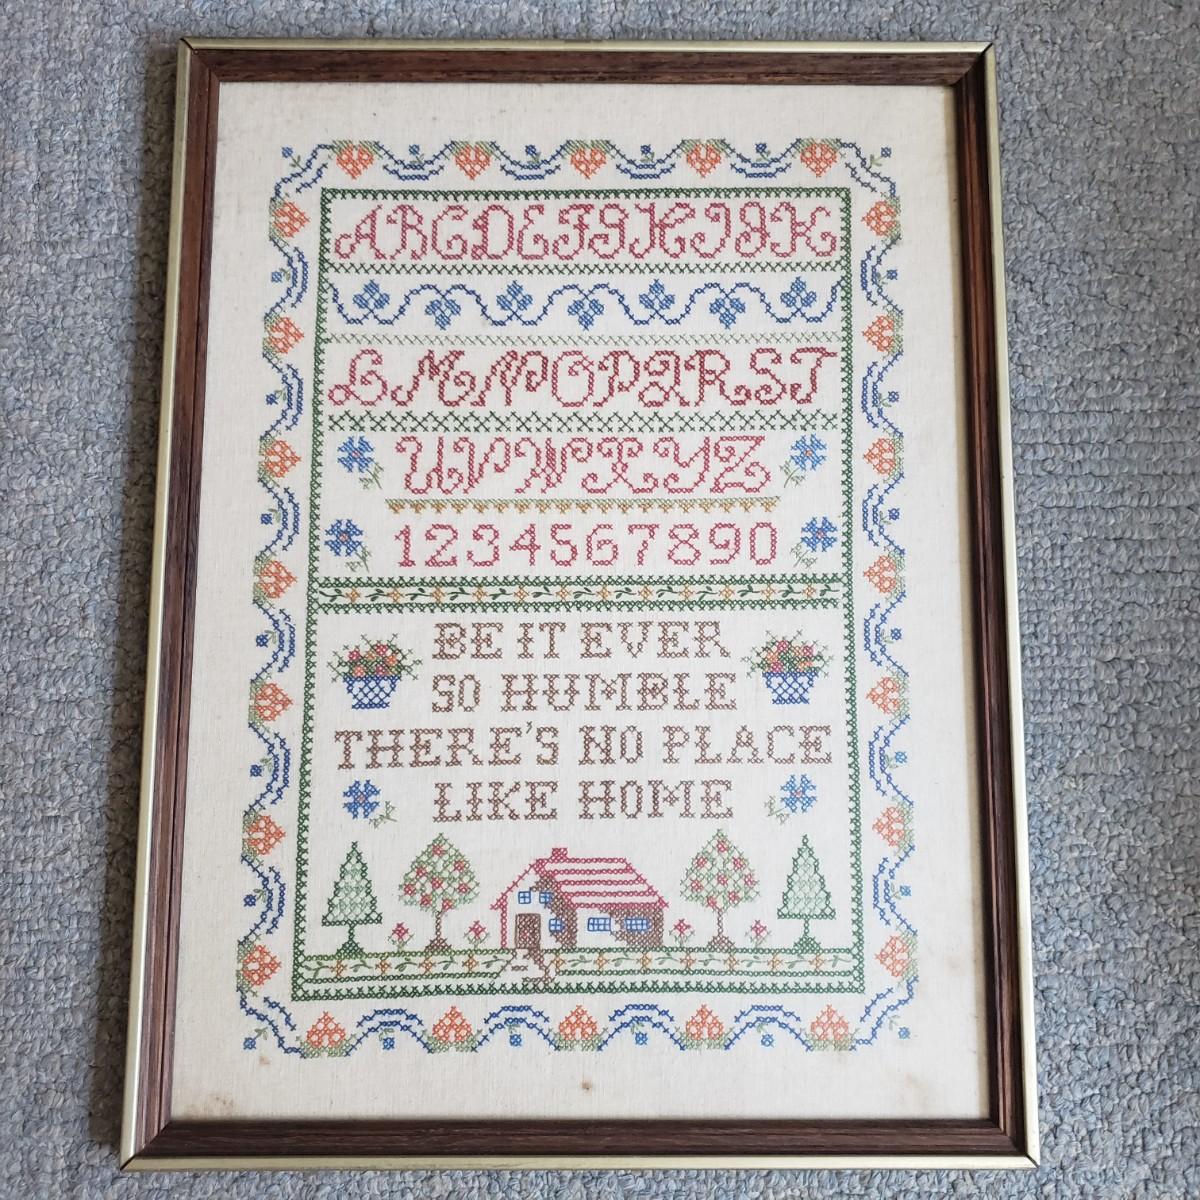 ABCDEFGHIJK
LMNOPQRST
UVWXYZ
1234567890
BE IT EVER
SO HUMBLE
THERE'S NO PLACE
LIKE HOME